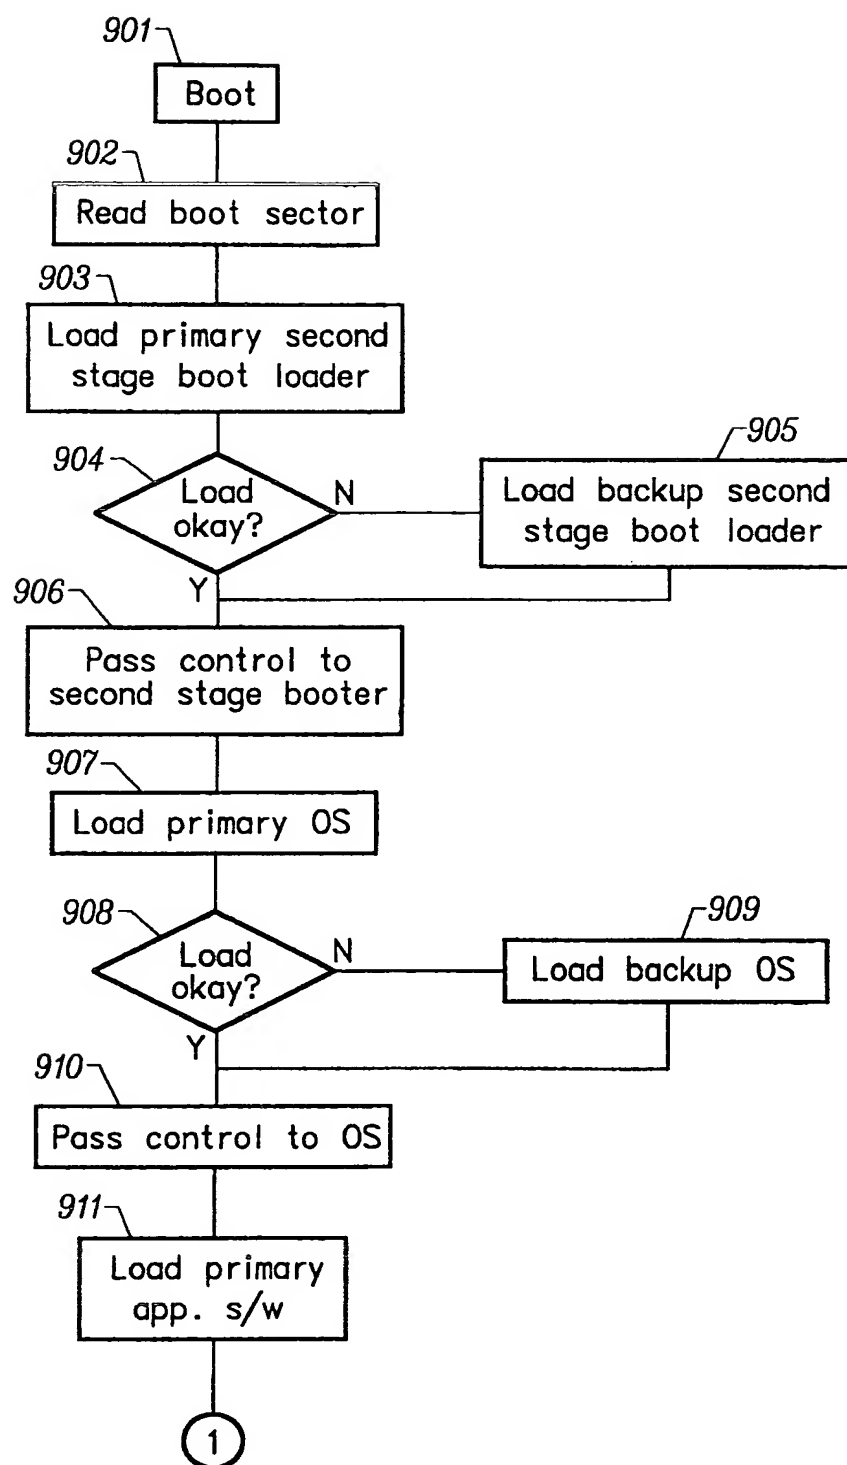 901
Boot
902
Read boot sector
903
Load primary second
stage boot loader
904
Load
okay?
N
Y
905
Load backup second
stage boot loader
906
Pass control to
second stage booter
907
Load primary OS
908
Load
okay?
N
Y
909
Load backup OS
910
Pass control to OS
911
Load primary
app. s/w
1